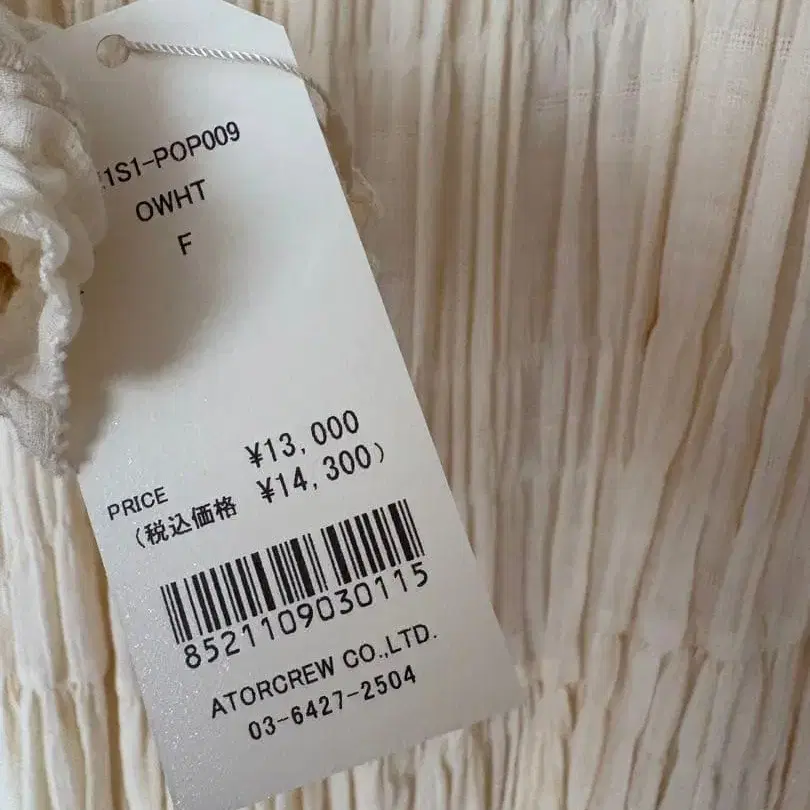 1S1-POP009
OWHT
F
PRICE ¥13,000
(税込価格 ¥14,300)
8521109030115
ATORCREW CO.,LTD.
03-6427-2504